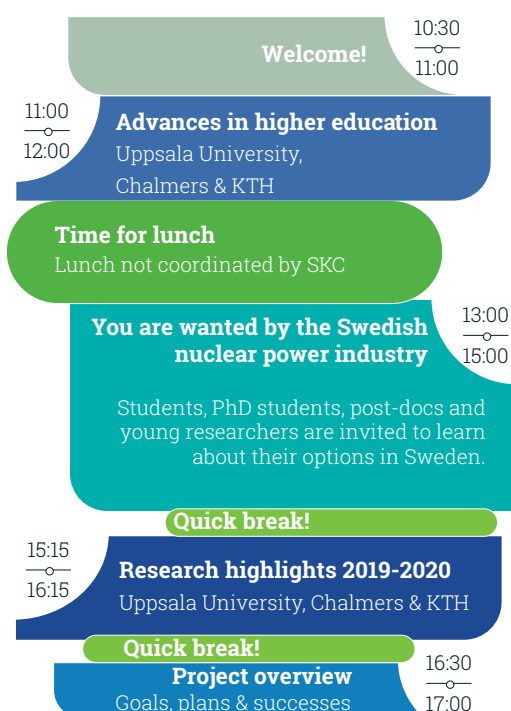 10:30
Welcome!
11:00
11:00
Advances in higher education
12:00
Uppsala University,
Chalmers & KTH
Time for lunch
Lunch not coordinated by SKC
13:00
You are wanted by the Swedish
nuclear power industry
15:00
Students, PhD students, post-docs and
young researchers are invited to learn
about their options in Sweden.
Quick break!
15:15
Research highlights 2019-2020
16:15
Uppsala University, Chalmers & KTH
Quick break!
16:30
Project overview
Goals, plans & successes
17:00